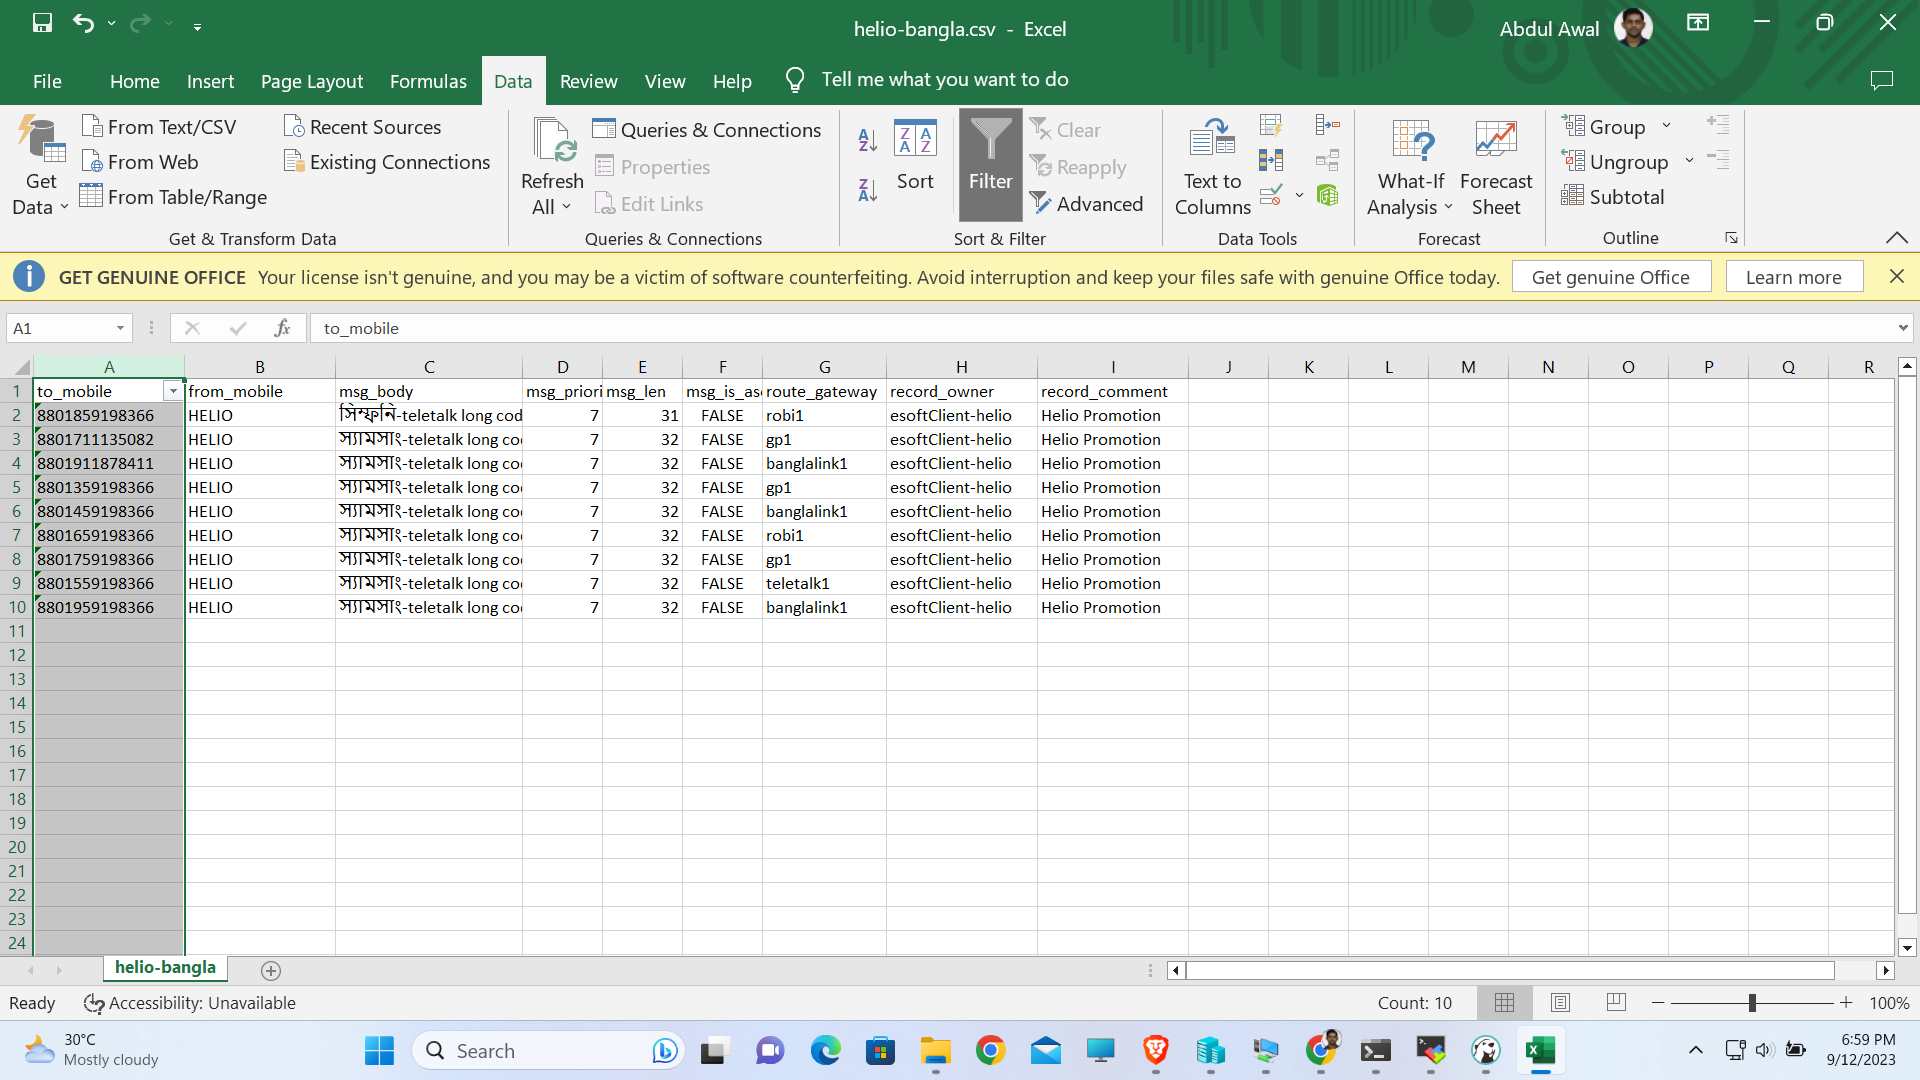 helio-bangla.csv - Excel
Abdul Awal
File Home Insert Page Layout Formulas Data Review View Help Tell me what you want to do
Get Data
From Text/CSV
From Web
From Table/Range
Recent Sources
Existing Connections
Get & Transform Data
Refresh All
Queries & Connections
Properties
Edit Links
Queries & Connections
Sort
Filter
Clear
Reapply
Advanced
Sort & Filter
Text to Columns
Data Tools
What-If Analysis
Forecast Sheet
Forecast
Group
Ungroup
Subtotal
Outline
GET GENUINE OFFICE Your license isn't genuine, and you may be a victim of software counterfeiting. Avoid interruption and keep your files safe with genuine Office today. Get genuine Office Learn more
A1 fx to_mobile
A B C D E F G H I J K L M N O P Q R
1 to_mobile from_mobile msg_body msg_priori msg_len msg_is_as route_gateway record_owner record_comment
2 8801859198366 HELIO সিম্ফনি-teletalk long cod 7 31 FALSE robi1 esoftClient-helio Helio Promotion
3 8801711135082 HELIO স্যামসাং-teletalk long co 7 32 FALSE gp1 esoftClient-helio Helio Promotion
4 8801911878411 HELIO স্যামসাং-teletalk long co 7 32 FALSE banglalink1 esoftClient-helio Helio Promotion
5 8801359198366 HELIO স্যামসাং-teletalk long co 7 32 FALSE gp1 esoftClient-helio Helio Promotion
6 8801459198366 HELIO স্যামসাং-teletalk long co 7 32 FALSE banglalink1 esoftClient-helio Helio Promotion
7 8801659198366 HELIO স্যামসাং-teletalk long co 7 32 FALSE robi1 esoftClient-helio Helio Promotion
8 8801759198366 HELIO স্যামসাং-teletalk long co 7 32 FALSE gp1 esoftClient-helio Helio Promotion
9 8801559198366 HELIO স্যামসাং-teletalk long co 7 32 FALSE teletalk1 esoftClient-helio Helio Promotion
10 8801959198366 HELIO স্যামসাং-teletalk long co 7 32 FALSE banglalink1 esoftClient-helio Helio Promotion
11
12
13
14
15
16
17
18
19
20
21
22
23
24
helio-bangla
Ready Accessibility: Unavailable Count: 10 100%
30°C
Mostly cloudy
Search
6:59 PM
9/12/2023